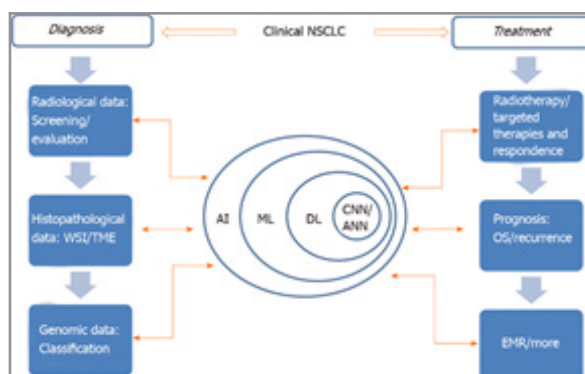 Diagnosis
Clinical NSCLC
Treatment
Radiological data:
Screening/
evaluation
Histopathological
data: WSI/TME
Genomic data:
Classification
AI
ML
DL
CNN/
ANN
Radiotherapy/
targeted
therapies and
respondence
Prognosis:
OS/recurrence
EMR/more